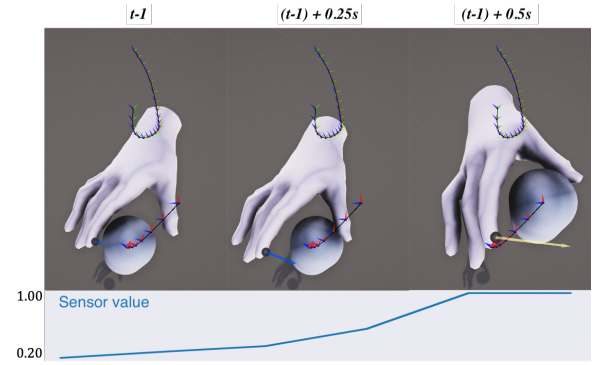 t-1
(t-1) + 0.25s
(t-1) + 0.5s
1.00
Sensor value
0.20